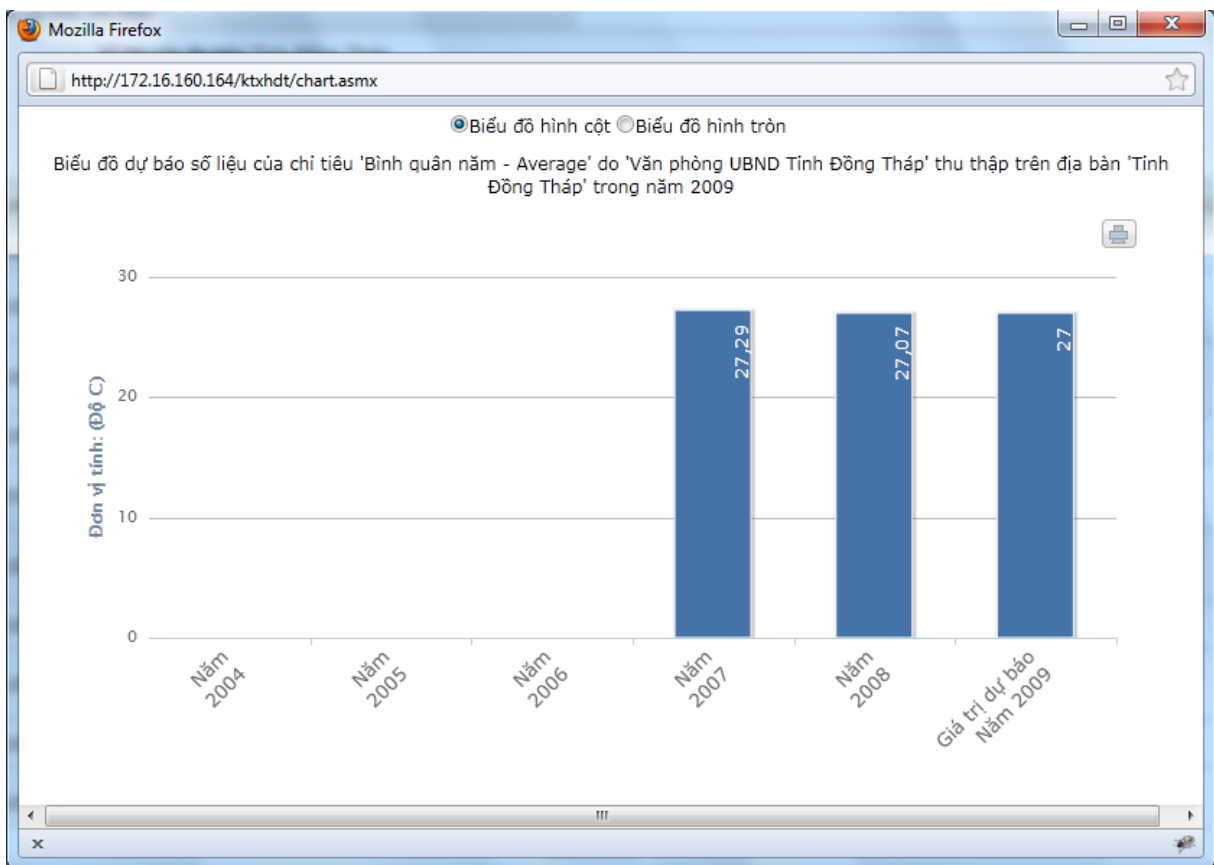 Mozilla Firefox
http://172.16.160.164/ktxhdt/chart.asmx
Biểu đồ hình cột Biểu đồ hình tròn
Biểu đồ dự báo số liệu của chỉ tiêu 'Bình quân năm - Average' do 'Văn phòng UBND Tỉnh Đồng Tháp' thu thập trên địa bàn 'Tỉnh
Đồng Tháp' trong năm 2009
Đơn vị tính: (Độ C)
30
20
10
0
27,29
27,07
27
Năm
2004
Năm
2005
Năm
2006
Năm
2007
Năm
2008
Giá trị dự báo
Năm 2009